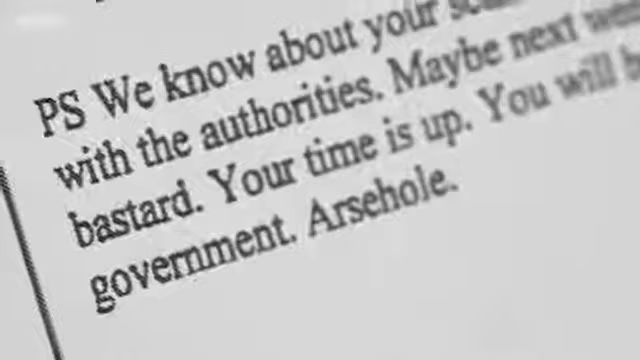 PS We know about your
with the authorities. Maybe next
bastard. Your time is up. You will
government. Arsehole.